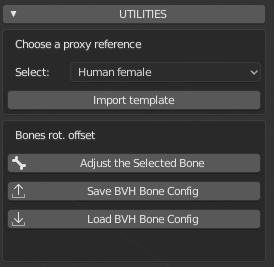 UTILITIES
Choose a proxy reference
Select: Human female
Import template
Bones rot. offset
Adjust the Selected Bone
Save BVH Bone Config
Load BVH Bone Config